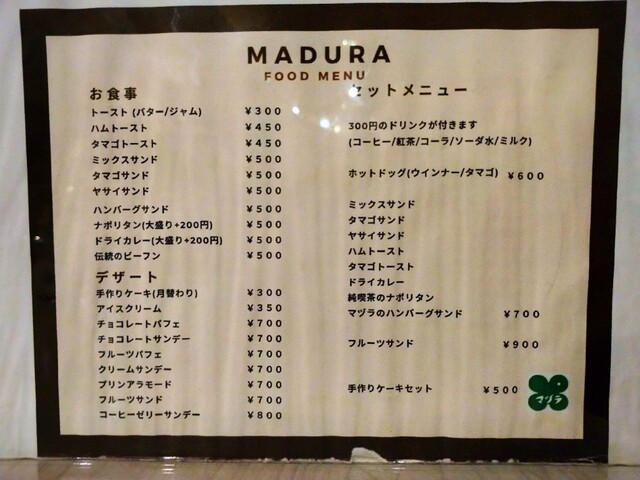 MADURA
FOOD MENU
お食事
トースト (バター/ジャム) ¥300
ハムトースト ¥450
タマゴトースト ¥450
ミックスサンド ¥500
タマゴサンド ¥500
ヤサイサンド ¥500
ハンバーグサンド ¥500
ナポリタン(大盛り+200円) ¥500
ドライカレー(大盛り+200円) ¥500
伝統のビーフン ¥500
デザート
手作りケーキ(月替わり) ¥300
アイスクリーム ¥350
チョコレートパフェ ¥700
チョコレートサンデー ¥700
フルーツパフェ ¥700
クリームサンデー ¥700
プリンアラモード ¥700
フルーツサンド ¥700
コーヒーゼリーサンデー ¥800
セットメニュー
300円のドリンクが付きます
(コーヒー/紅茶/コーラ/ソーダ水/ミルク)
ホットドッグ(ウインナー/タマゴ) ¥600
ミックスサンド
タマゴサンド
ヤサイサンド
ハムトースト
タマゴトースト
ドライカレー
純喫茶のナポリタン
マヅラのハンバーグサンド ¥700
フルーツサンド ¥900
手作りケーキセット ¥500
マヅラ